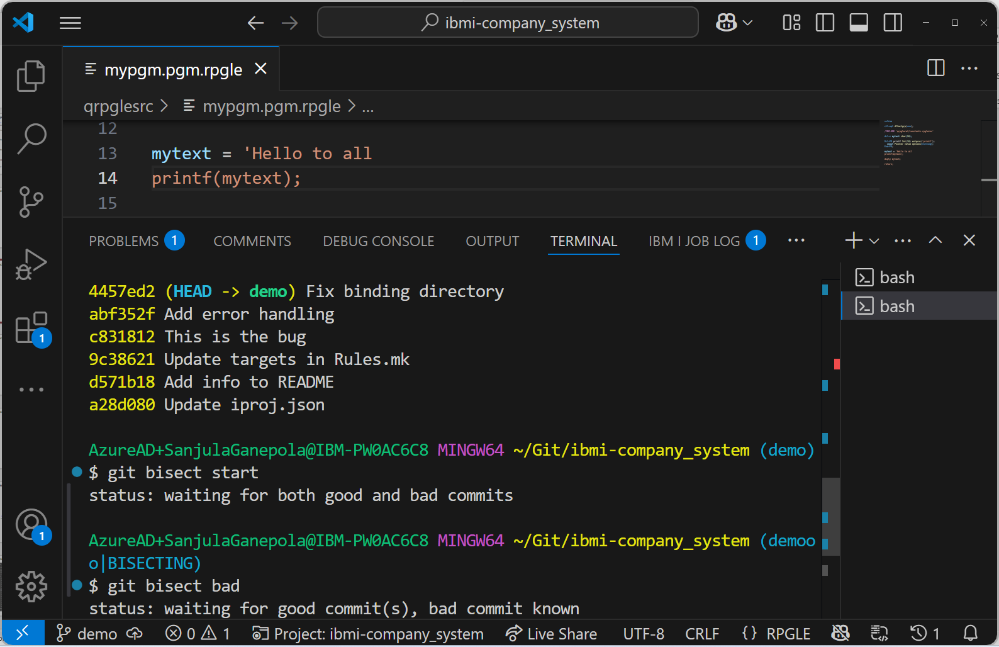 ibmi-company_system
mypgm.pgm.rpgle
qrpglesrc > mypgm.pgm.rpgle > ...
12
13 mytext = 'Hello to all
14 printf(mytext);
15
PROBLEMS 1 COMMENTS DEBUG CONSOLE OUTPUT TERMINAL IBM I JOB LOG 1
bash
bash
4457ed2 (HEAD -> demo) Fix binding directory
abf352f Add error handling
c831812 This is the bug
9c38621 Update targets in Rules.mk
d571b18 Add info to README
a28d080 Update iproj.json
AzureAD+SanjulaGanepola@IBM-PW0AC6C8 MINGW64 ~/Git/ibmi-company_system (demo)
$ git bisect start
status: waiting for both good and bad commits
AzureAD+SanjulaGanepola@IBM-PW0AC6C8 MINGW64 ~/Git/ibmi-company_system (demoo
o|BISECTING)
$ git bisect bad
status: waiting for good commit(s), bad commit known
1
1
demo 0 1 Project: ibmi-company_system Live Share UTF-8 CRLF {} RPGLE 1